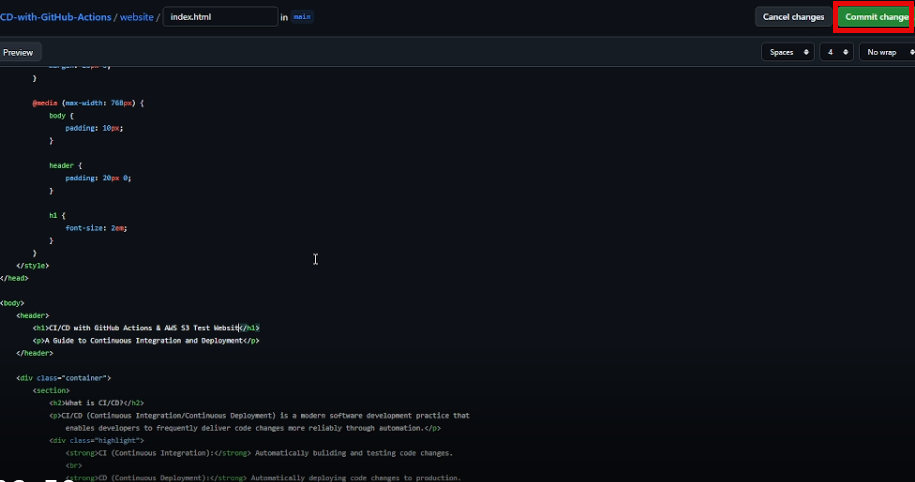 CD-with-GitHub-Actions / website / index.html in main Cancel changes Commit change
Preview Spaces 4 No wrap
}
@media (max-width: 768px) {
body {
padding: 10px;
}
header {
padding: 20px 0;
}
h1 {
font-size: 2em;
}
}
</style>
</head>
<body>
<header>
<h1>CI/CD with GitHub Actions & AWS S3 Test Websit</h1>
<p>A Guide to Continuous Integration and Deployment</p>
</header>
<div class="container">
<section>
<h2>What is CI/CD?</h2>
<p>CI/CD (Continuous Integration/Continuous Deployment) is a modern software development practice that
enables developers to frequently deliver code changes more reliably through automation.</p>
<div class="highlight">
<strong>CI (Continuous Integration):</strong> Automatically building and testing code changes.
<br>
<strong>CD (Continuous Deployment):</strong> Automatically deploying code changes to production.